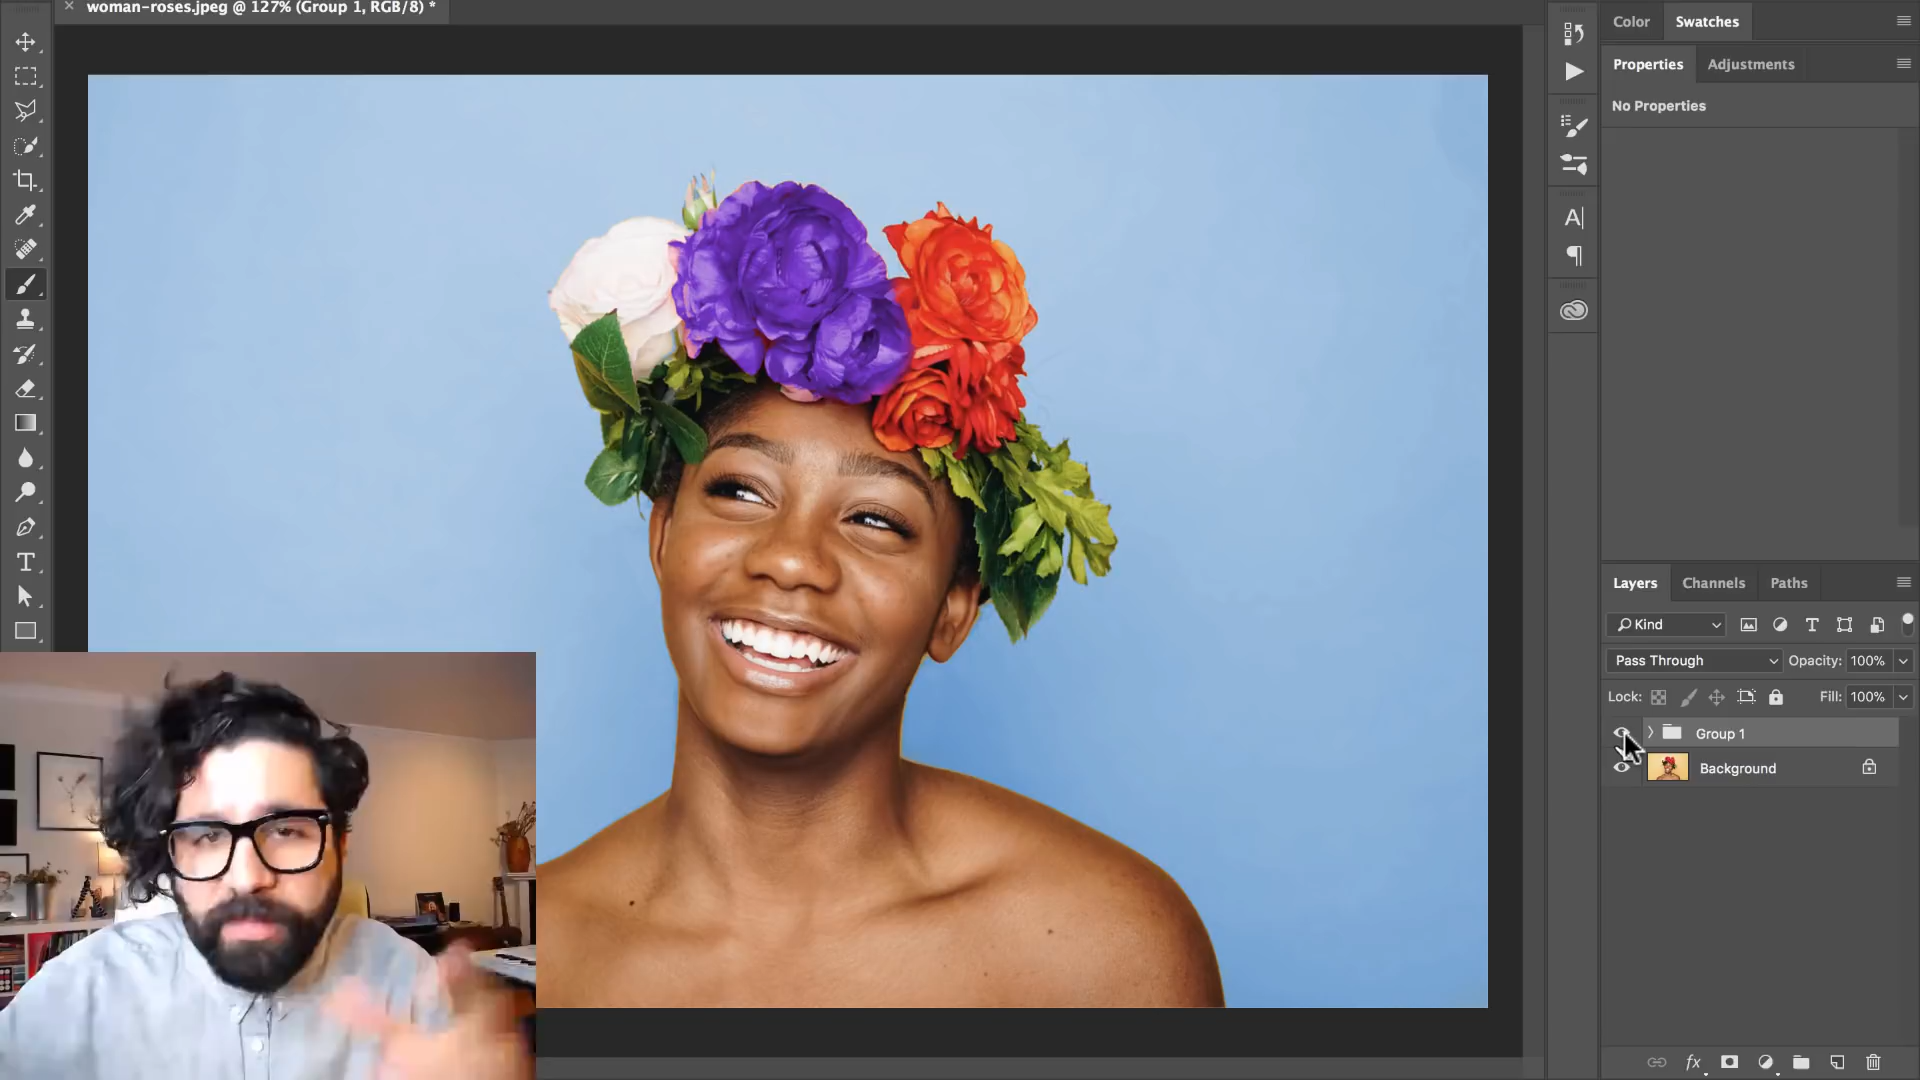 woman-roses.jpeg @ 127% (Group 1, RGB/8) *
Color Swatches
Properties Adjustments
No Properties
Layers Channels Paths
Kind
Pass Through Opacity: 100%
Lock: Fill: 100%
Group 1
Background
fx